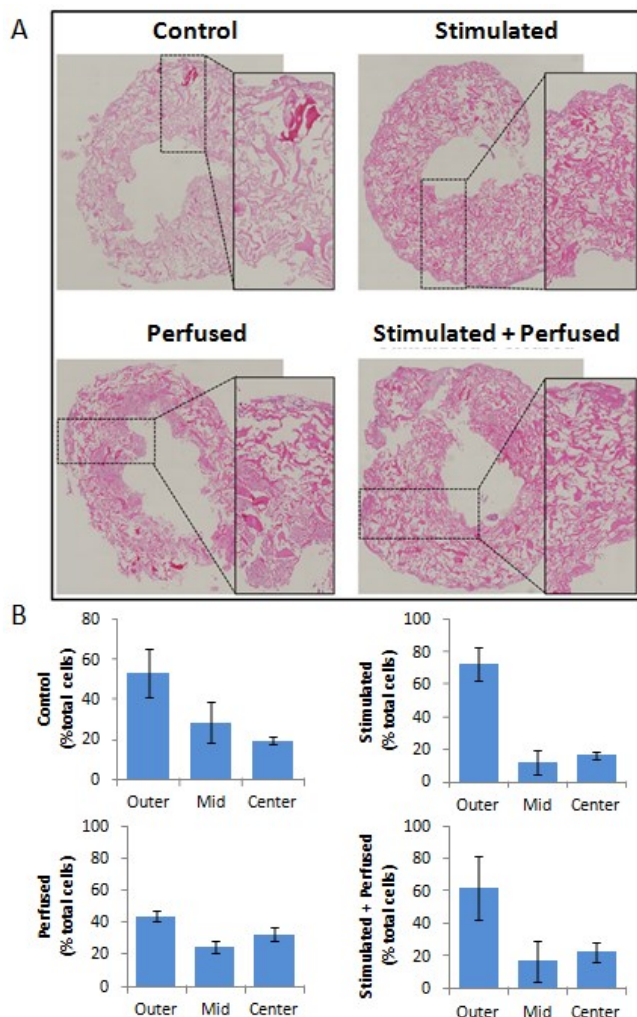 A
Control
Stimulated
Perfused
Stimulated + Perfused
B
Control
(%total cells)
80
60
40
20
0
Outer Mid Center
Stimulated
(% total cells)
100
80
60
40
20
0
Outer Mid Center
Perfused
(% total cells)
100
80
60
40
20
0
Outer Mid Center
Stimulated + Perfused
(% total cells)
100
80
60
40
20
0
Outer Mid Center